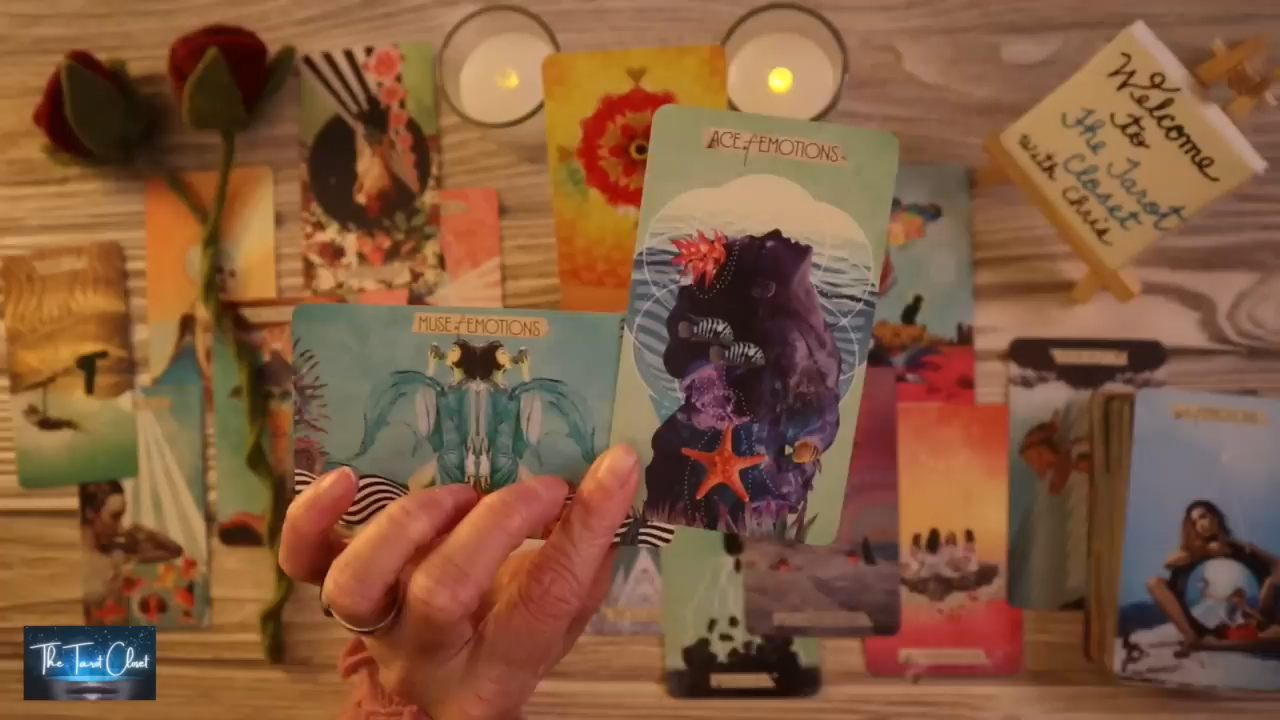 ACE of EMOTIONS
MUSE of EMOTIONS
Welcome
to
The Tarot
Closet
with Chris
The Tarot Closet